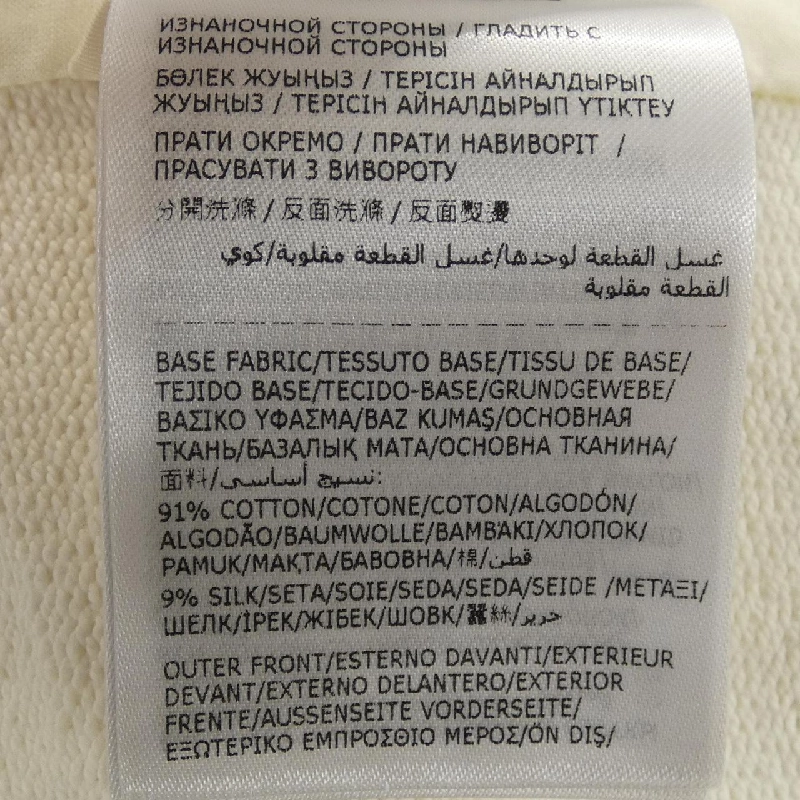 ИЗНАНОЧНОЙ СТОРОНЫ / ГЛАДИТЬ С
ИЗНАНОЧНОЙ СТОРОНЫ
БӨЛЕК ЖУЫҢЫЗ / ТЕРІСІН АЙНАЛДЫРЫП
ЖУЫҢЫЗ / ТЕРІСІН АЙНАЛДЫРЫП ҮТІКТЕУ
ПРАТИ ОКРЕМО / ПРАТИ НАВИВОРІТ /
ПРАСУВАТИ З ВИВОРОТУ
分開洗滌 / 反面洗滌 / 反面熨燙
غسل القطعة لوحدها/غسل القطعة مقلوبة/كوي
القطعة مقلوبة
BASE FABRIC/TESSUTO BASE/TISSU DE BASE/
TEJIDO BASE/TECIDO-BASE/GRUNDGEWEBE/
ΒΑΣΙΚΟ ΥΦΑΣΜΑ/BAZ KUMAŞ/ОСНОВНАЯ
ТКАНЬ/БАЗАЛЫҚ МАТА/ОСНОВНА ТКАНИНА/
面料/نسيج أساسي:
91% COTTON/COTONE/COTON/ALGODÓN/
ALGODÃO/BAUMWOLLE/ΒΑΜΒΆΚΙ/ХЛОПОК/
PAMUK/МАҚТА/БАВОВНА/棉/قطن
9% SILK/SETA/SOIE/SEDA/SEDA/SEIDE /ΜΕΤΑΞΙ/
ШЕЛК/İPEK/ЖІБЕК/ШОВК/蠶絲/حرير
OUTER FRONT/ESTERNO DAVANTI/EXTERIEUR
DEVANT/EXTERNO DELANTERO/EXTERIOR
FRENTE/AUSSENSEITE VORDERSEITE/
ΕΞΩΤΕΡΙΚΟ ΕΜΠΡΟΣΘΙΟ ΜΕΡΟΣ/ÖN DIŞ/